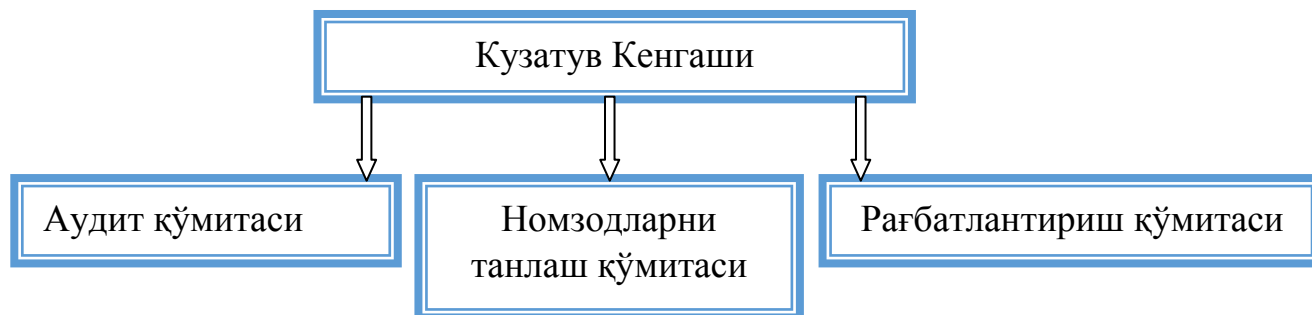 Кузатув Кенгаши
Аудит қўмитаси
Номзодларни
танлаш қўмитаси
Рағбатлантириш қўмитаси